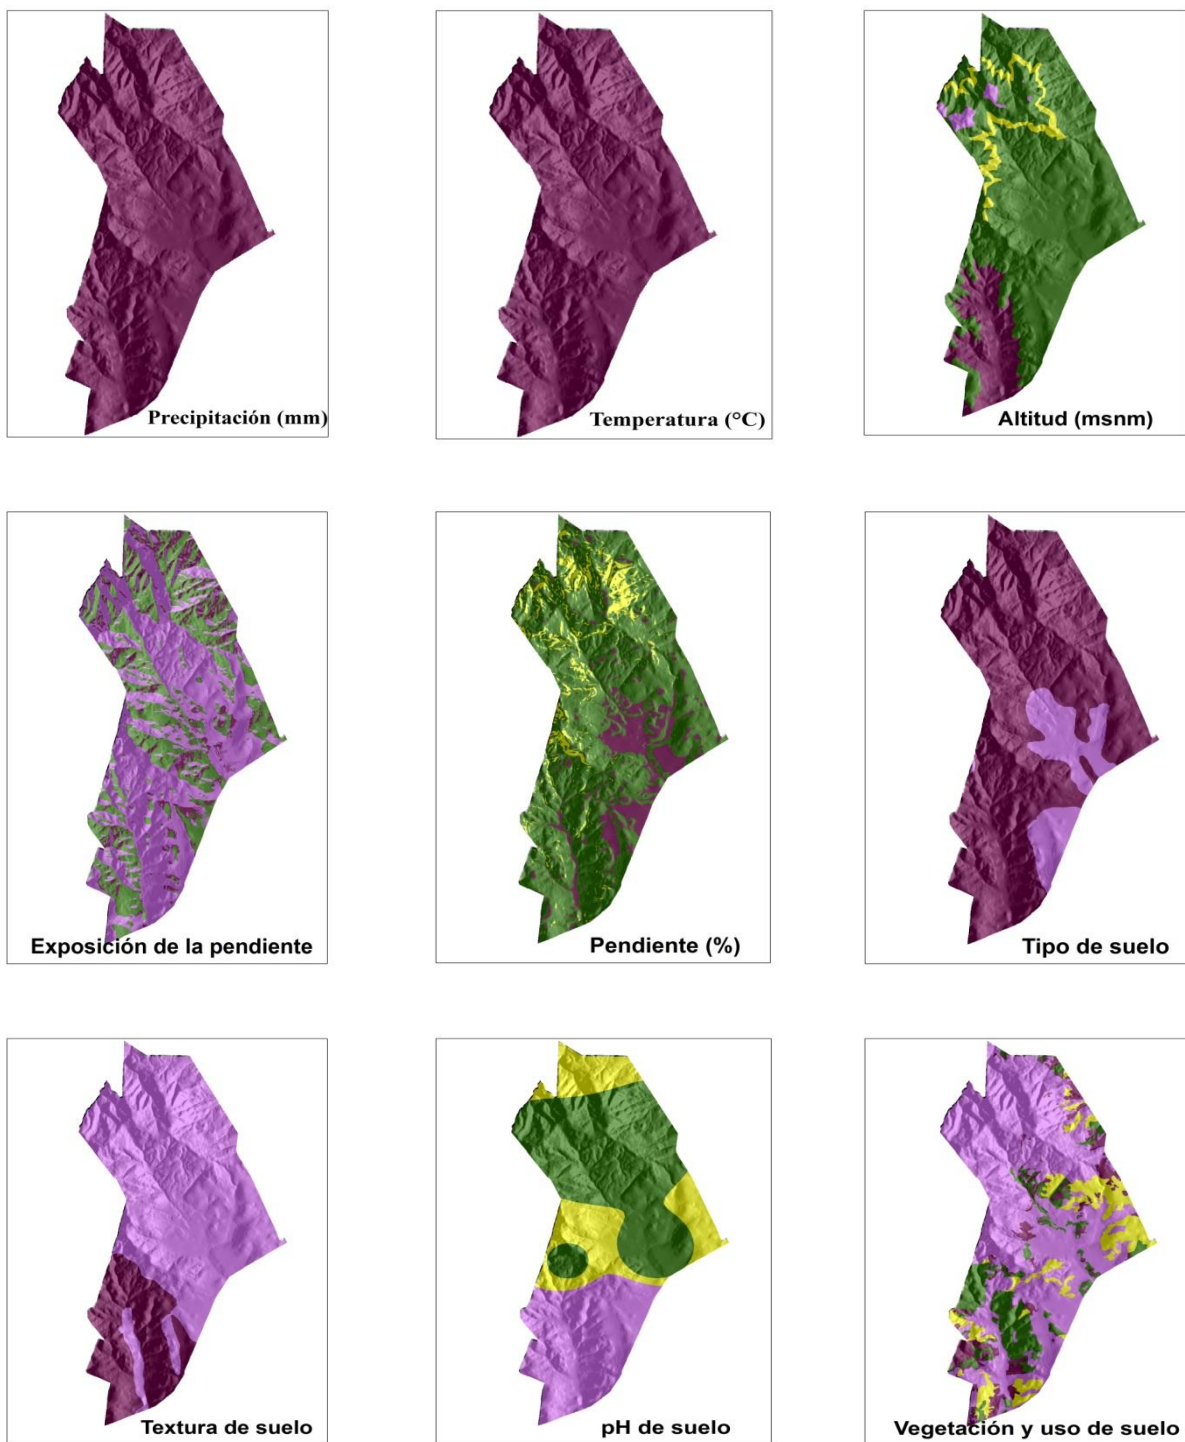 Precipitación (mm)
Temperatura (°C)
Altitud (msnm)
Exposición de la pendiente
Pendiente (%)
Tipo de suelo
Textura de suelo
pH de suelo
Vegetación y uso de suelo